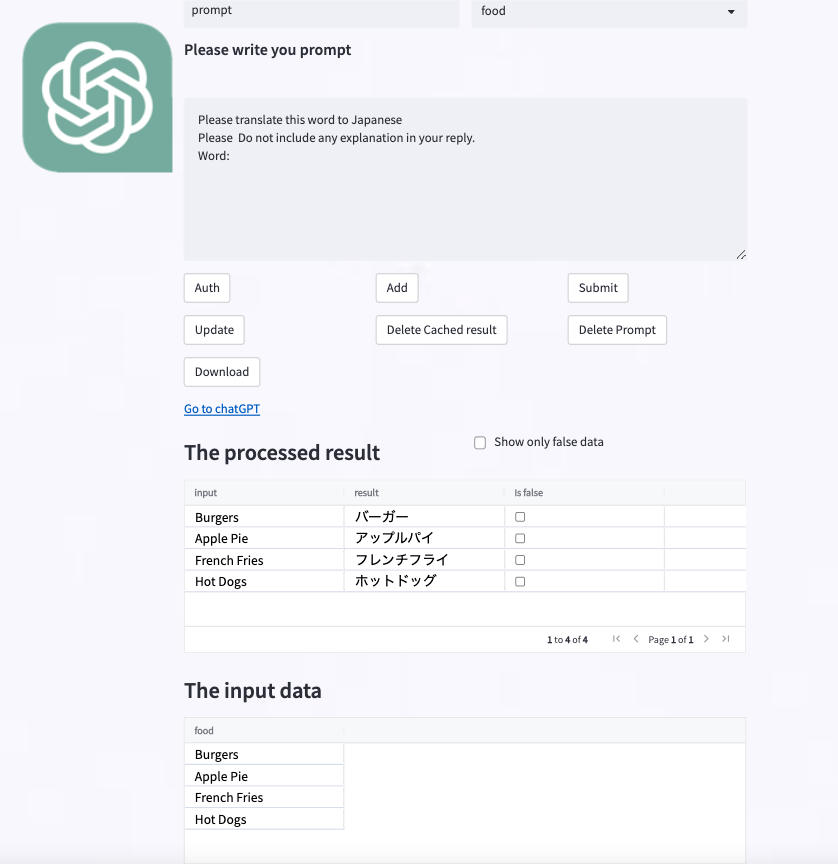 prompt
food
Please write you prompt
Please translate this word to Japanese
Please  Do not include any explanation in your reply.
Word:
Auth
Add
Submit
Update
Delete Cached result
Delete Prompt
Download
Go to chatGPT
The processed result
Show only false data
input result Is false
Burgers バーガー
Apple Pie アップルパイ
French Fries フレンチフライ
Hot Dogs ホットドッグ
1 to 4 of 4 Page 1 of 1
The input data
food
Burgers
Apple Pie
French Fries
Hot Dogs